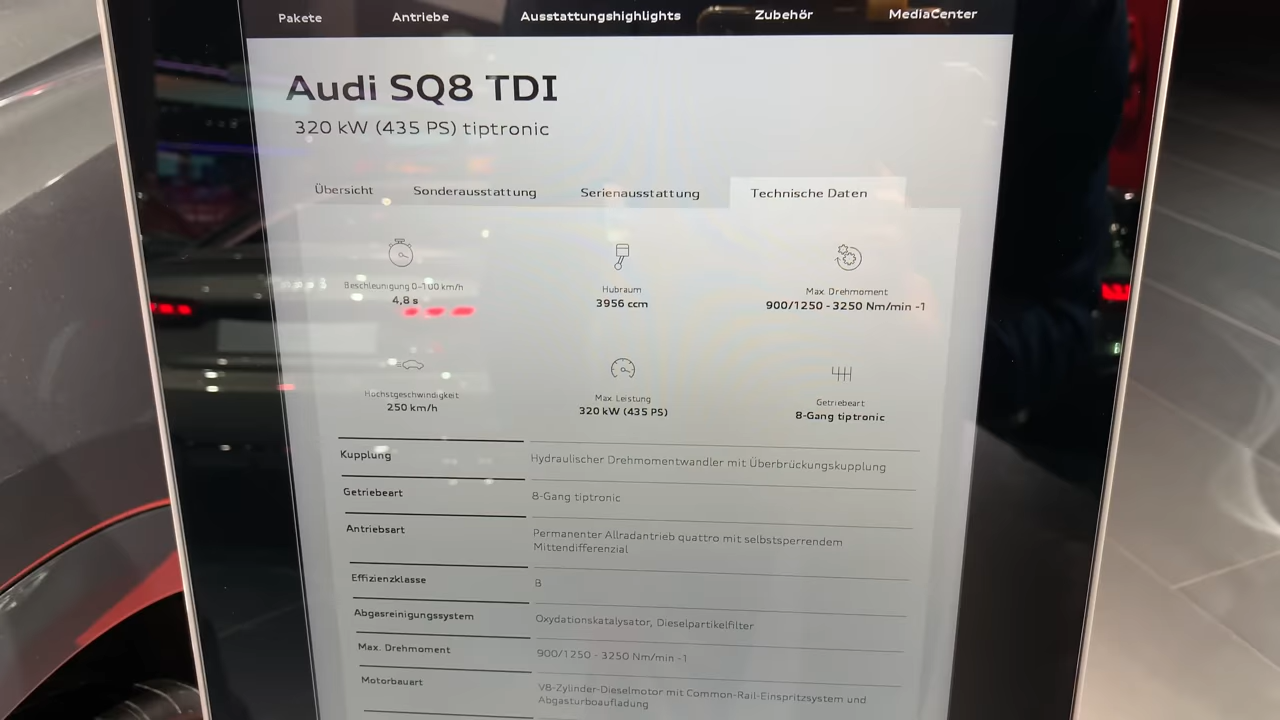 Pakete Antriebe Ausstattungshighlights Zubehör MediaCenter
Audi SQ8 TDI
320 kW (435 PS) tiptronic
Übersicht Sonderausstattung Serienausstattung Technische Daten
Beschleunigung 0-100 km/h
4,8 s
Hubraum
3956 ccm
Max. Drehmoment
900/1250 - 3250 Nm/min -1
Höchstgeschwindigkeit
250 km/h
Max. Leistung
320 kW (435 PS)
Getriebeart
8-Gang tiptronic
Kupplung Hydraulischer Drehmomentwandler mit Überbrückungskupplung
Getriebeart 8-Gang tiptronic
Antriebsart Permanenter Allradantrieb quattro mit selbstsperrendem
Mittendifferenzial
Effizienzklasse B
Abgasreinigungssystem Oxydationskatalysator, Dieselpartikelfilter
Max. Drehmoment 900/1250 - 3250 Nm/min -1
Motorbauart V8-Zylinder-Dieselmotor mit Common-Rail-Einspritzsystem und
Abgasturboaufladung